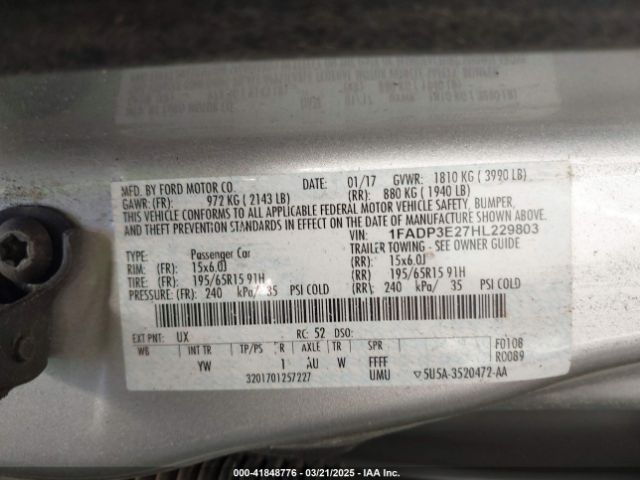 MFD. BY FORD MOTOR CO. DATE: 01/17 GVWR: 1810 KG ( 3990 LB)
GAWR: (FR): 972 KG ( 2143 LB) (RR): 880 KG ( 1940 LB)
THIS VEHICLE CONFORMS TO ALL APPLICABLE FEDERAL MOTOR VEHICLE SAFETY, BUMPER,
AND THEFT PREVENTION STANDARDS IN EFFECT ON THE DATE OF MANUFACTURE SHOWN ABOVE.
VIN: 1FADP3E27HL229803
TYPE: Passenger Car TRAILER TOWING - SEE OWNER GUIDE
RIM: (FR): 15x6.0J (RR): 15x6.0J
TIRE: (FR): 195/65R15 91H (RR): 195/65R15 91H
PRESSURE: (FR): 240 kPa/ 35 PSI COLD (RR): 240 kPa/ 35 PSI COLD
EXT PNT: UX RC: 52 DSO:
WB INT TR TP/PS R AXLE TR SPR F0108
YW 1 AU W FFFF R0089
3201701257227 UMU ▽5U5A-3520472-AA
000-41848776 — 03/21/2025 — IAA Inc.